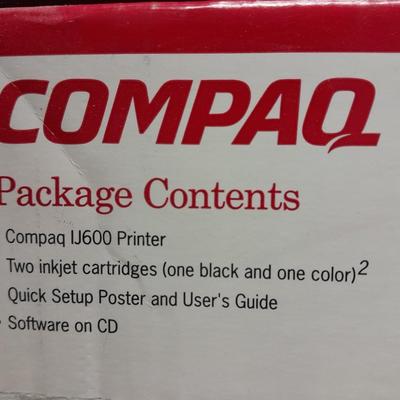 COMPAQ
Package Contents
Compaq IJ600 Printer
Two inkjet cartridges (one black and one color)²
Quick Setup Poster and User's Guide
• Software on CD